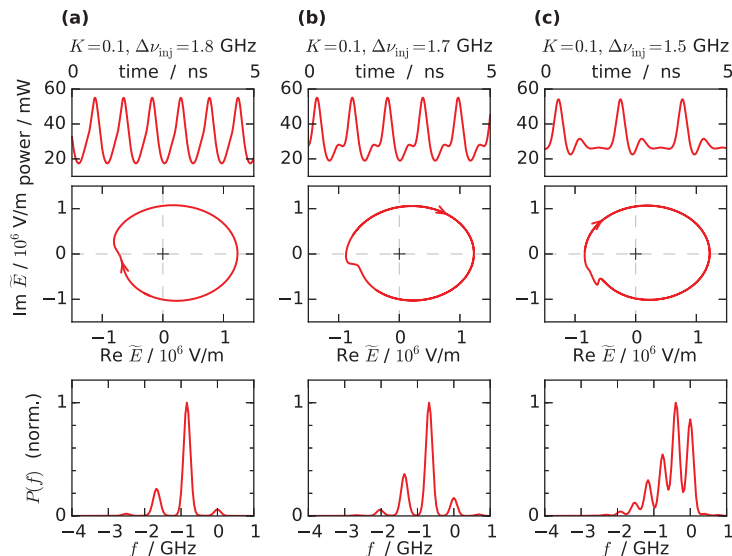 (a) (b) (c)
K=0.1, Δν_inj=1.8 GHz K=0.1, Δν_inj=1.7 GHz K=0.1, Δν_inj=1.5 GHz
0 time / ns 5 0 time / ns 5 0 time / ns 5
power / mW
60
40
20
60
40
20
60
40
20
Im Ẽ / 10⁶ V/m
1
0
−1
1
0
−1
1
0
−1
−1 0 1 −1 0 1 −1 0 1
Re Ẽ / 10⁶ V/m Re Ẽ / 10⁶ V/m Re Ẽ / 10⁶ V/m
P(f) (norm.)
1
0
1
0
1
0
−4 −3 −2 −1 0 1 −4 −3 −2 −1 0 1 −4 −3 −2 −1 0 1
f / GHz f / GHz f / GHz